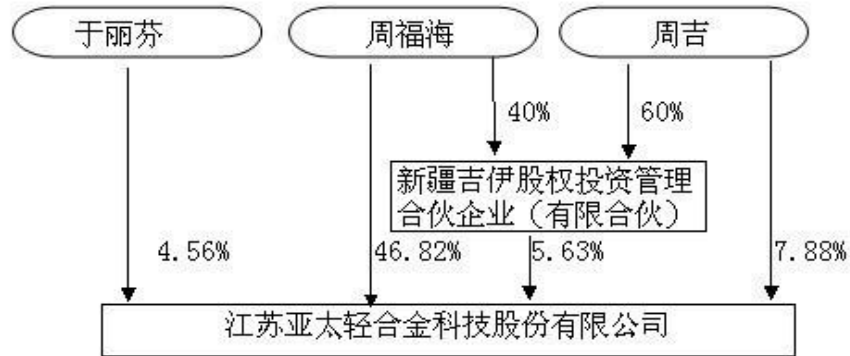 于丽芬
周福海
周吉
40%
60%
新疆吉伊股权投资管理
合伙企业（有限合伙）
4.56%
46.82%
5.63%
7.88%
江苏亚太轻合金科技股份有限公司